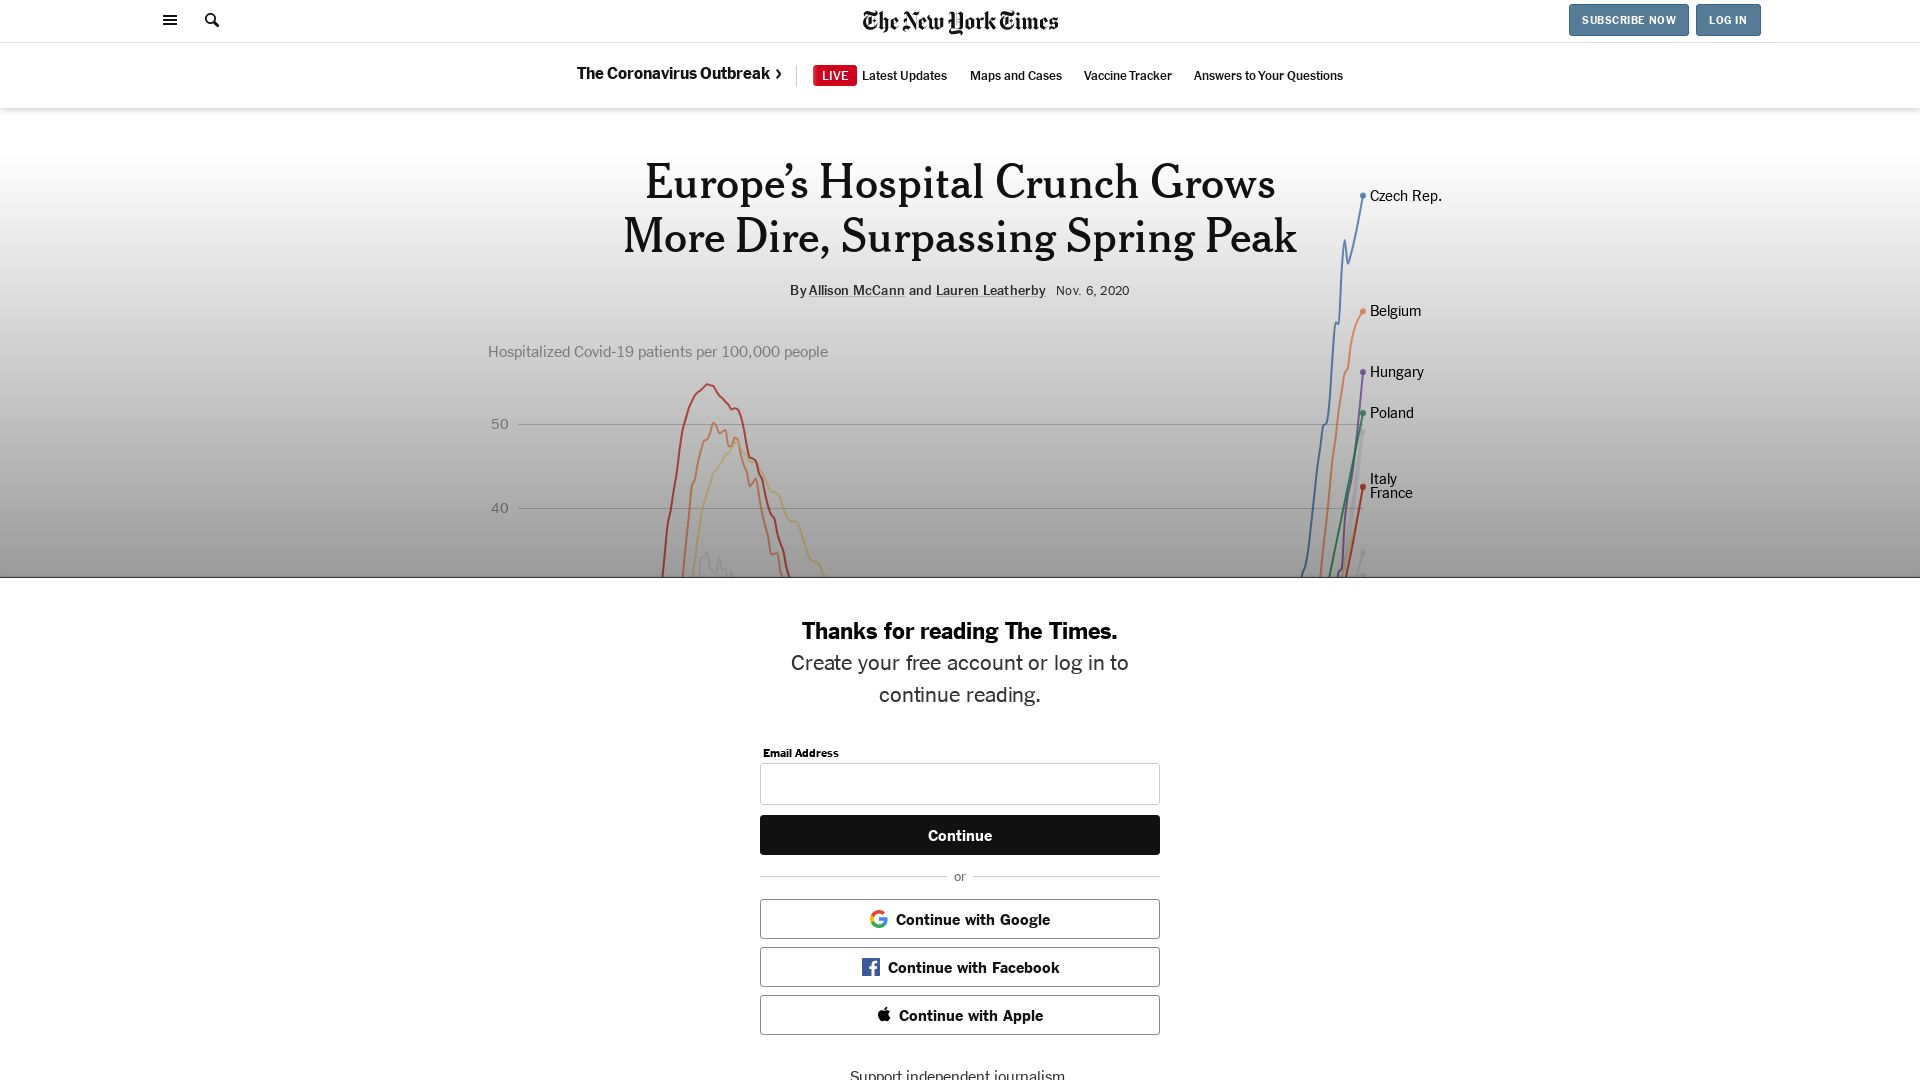 The New York Times
SUBSCRIBE NOW
LOG IN
The Coronavirus Outbreak ›
LIVE Latest Updates
Maps and Cases
Vaccine Tracker
Answers to Your Questions
Europe’s Hospital Crunch Grows
More Dire, Surpassing Spring Peak
By Allison McCann and Lauren Leatherby Nov. 6, 2020
Hospitalized Covid-19 patients per 100,000 people
50
40
Czech Rep.
Belgium
Hungary
Poland
Italy
France
Thanks for reading The Times.
Create your free account or log in to
continue reading.
Email Address
Continue
or
Continue with Google
Continue with Facebook
Continue with Apple
Support independent journalism